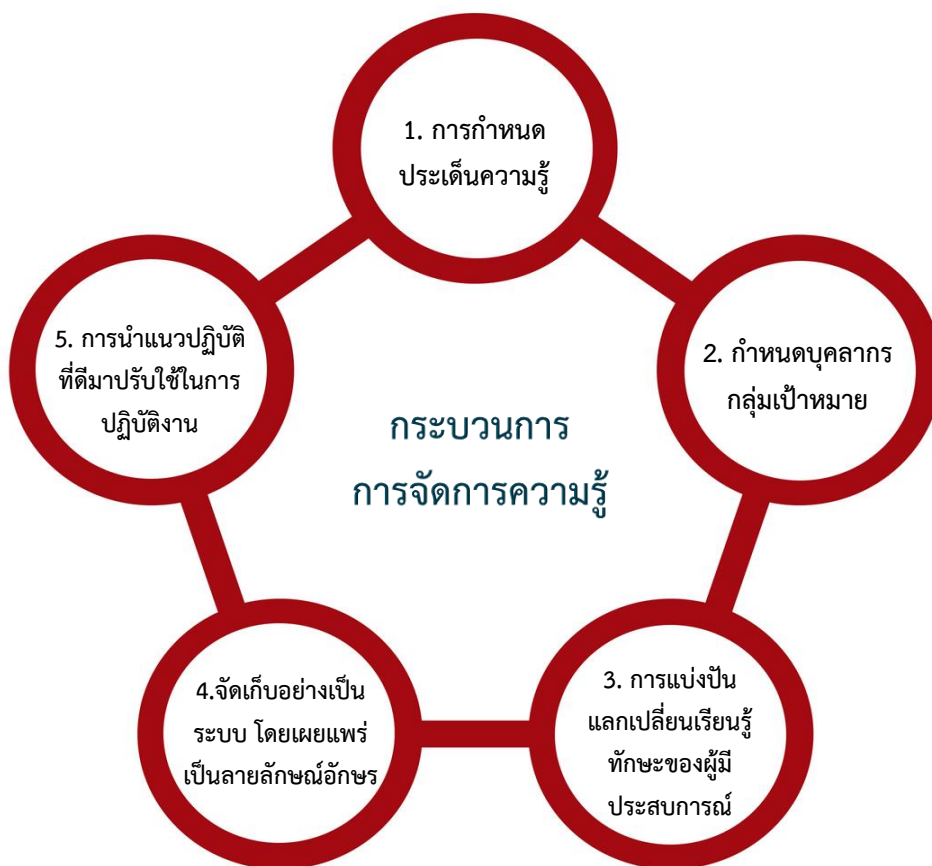 1. การกำหนด
ประเด็นความรู้
2. กำหนดบุคลากร
กลุ่มเป้าหมาย
3. การแบ่งปัน
แลกเปลี่ยนเรียนรู้
ทักษะของผู้มี
ประสบการณ์
4.จัดเก็บอย่างเป็น
ระบบ โดยเผยแพร่
เป็นลายลักษณ์อักษร
5. การนำแนวปฏิบัติ
ที่ดีมาปรับใช้ในการ
ปฏิบัติงาน
กระบวนการ
การจัดการความรู้